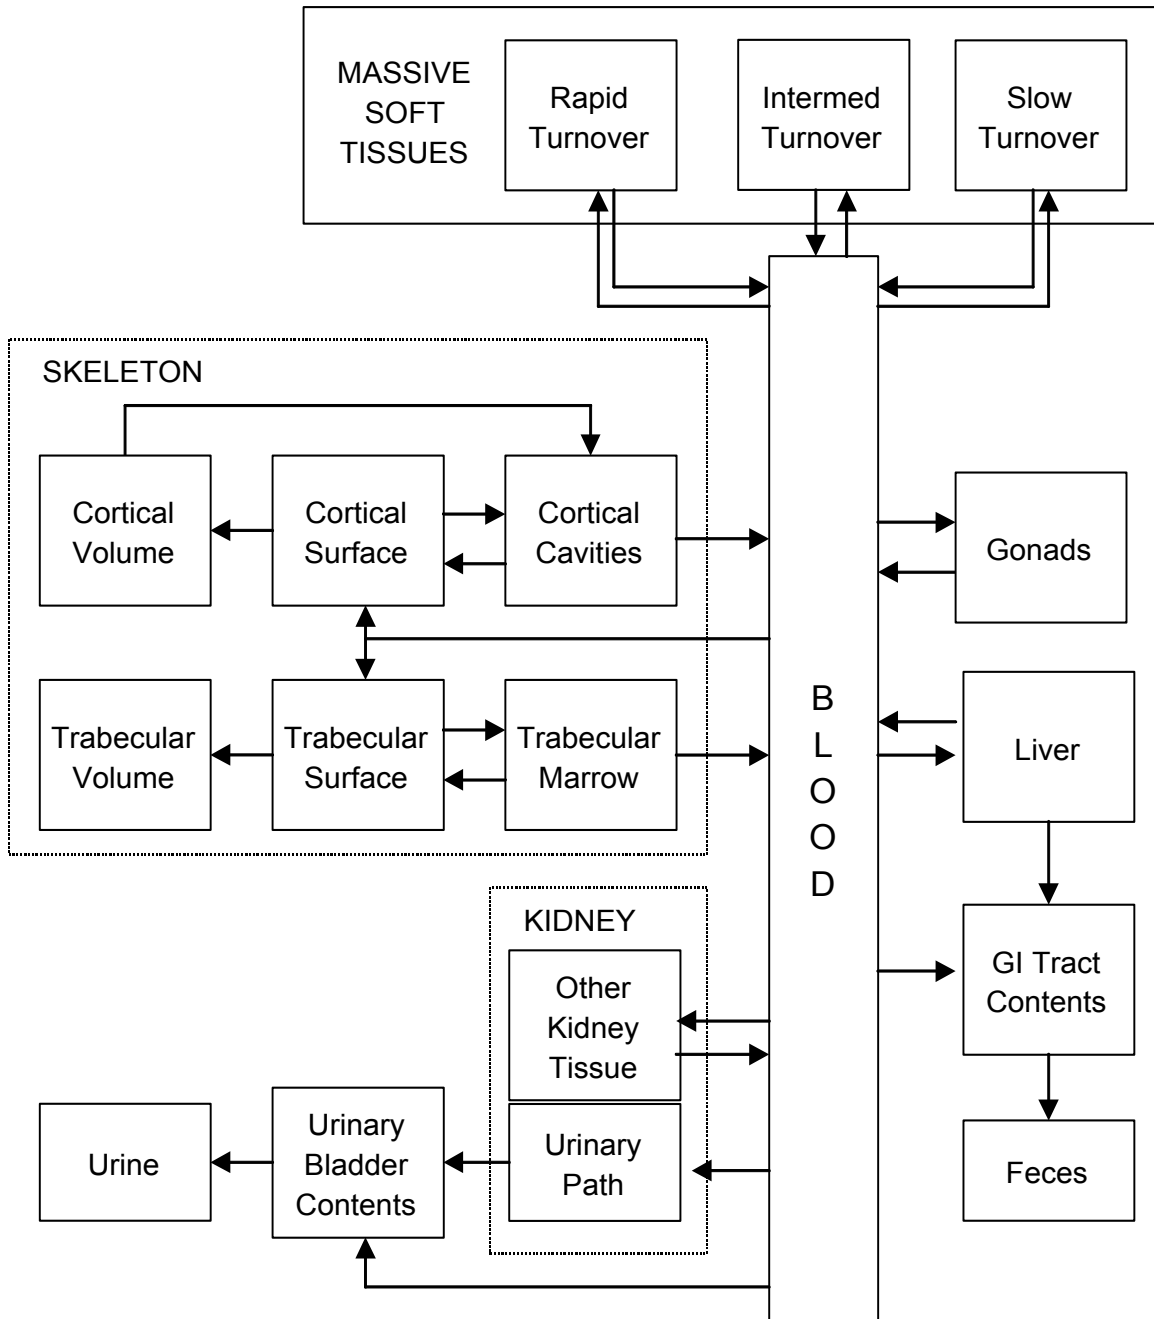 MASSIVE
SOFT
TISSUES
Rapid
Turnover
Intermed
Turnover
Slow
Turnover
SKELETON
Cortical
Volume
Cortical
Surface
Cortical
Cavities
Trabecular
Volume
Trabecular
Surface
Trabecular
Marrow
B
L
O
O
D
Gonads
Liver
GI Tract
Contents
Feces
KIDNEY
Other
Kidney
Tissue
Urinary
Path
Urinary
Bladder
Contents
Urine